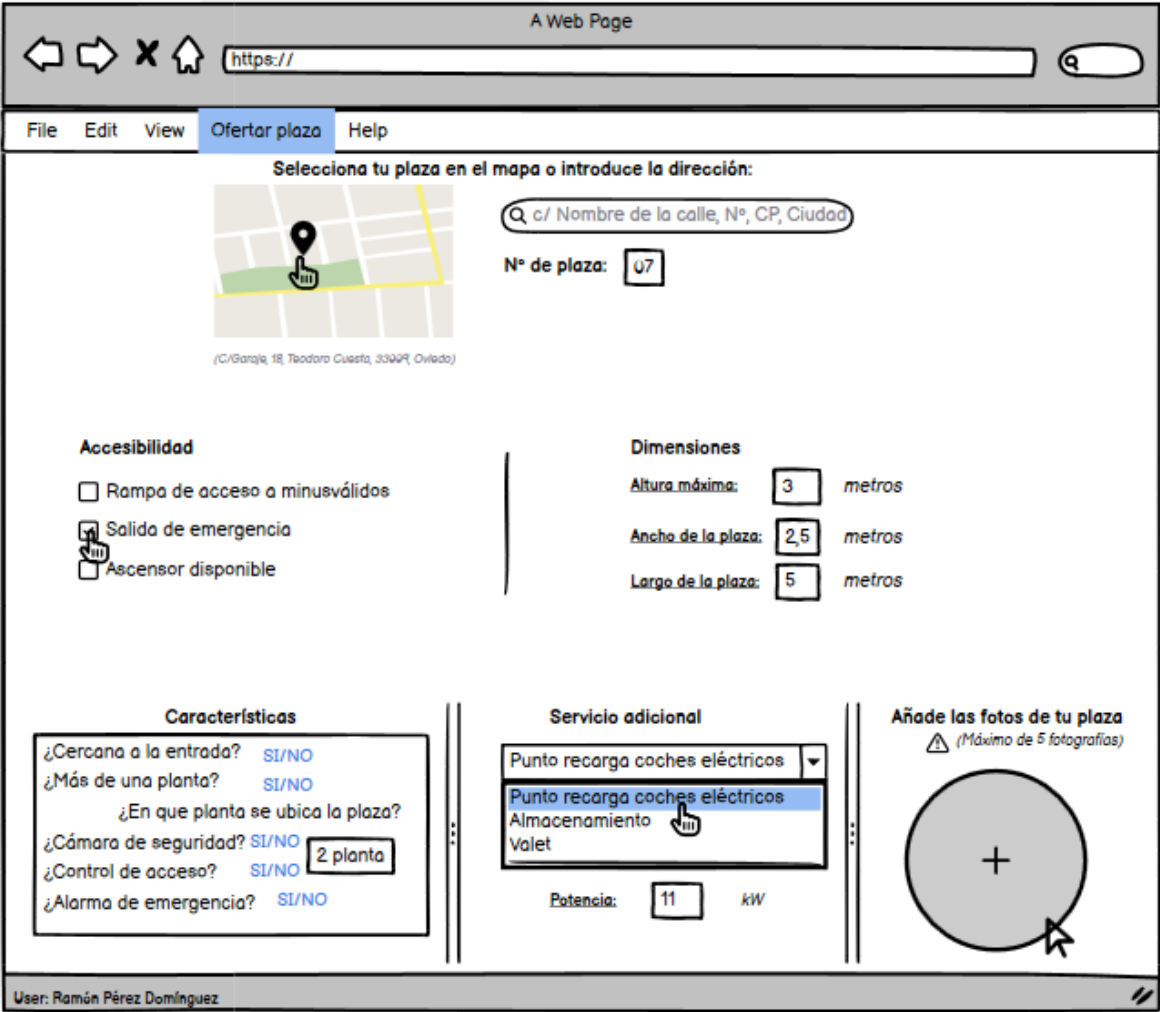 A Web Page
https://
File Edit View Ofertar plaza Help
Selecciona tu plaza en el mapa o introduce la dirección:
c/ Nombre de la calle, Nº, CP, Ciudad
Nº de plaza: 07
(C/Garaje, 18, Teodoro Cuesta, 33009, Oviedo)
Accesibilidad
Rampa de acceso a minusválidos
Salida de emergencia
Ascensor disponible
Dimensiones
Altura máxima: 3 metros
Ancho de la plaza: 2,5 metros
Largo de la plaza: 5 metros
Características
¿Cercana a la entrada? SI/NO
¿Más de una planta? SI/NO
¿En que planta se ubica la plaza?
2 planta
¿Cámara de seguridad? SI/NO
¿Control de acceso? SI/NO
¿Alarma de emergencia? SI/NO
Servicio adicional
Punto recarga coches eléctricos
Punto recarga coches eléctricos
Almacenamiento
Valet
Potencia: 11 kW
Añade las fotos de tu plaza
(Máximo de 5 fotografías)
User: Ramón Pérez Domínguez